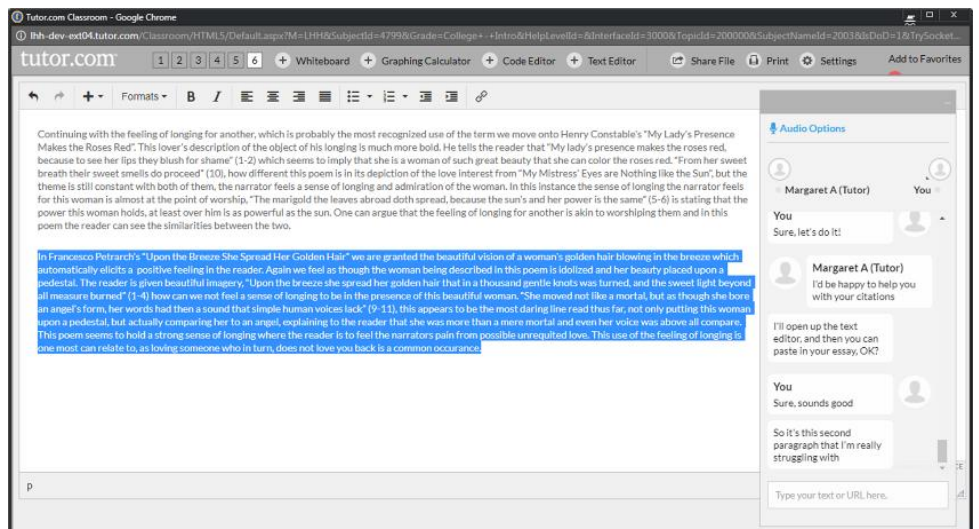 Tutor.com Classroom - Google Chrome
lhh-dev-ext04.tutor.com/Classroom/HTML5/Default.aspx?M=LHH&SubjectId=4799&Grade=College+-+Intro&HelpLevelId=&InterfaceId=3000&TopicId=200000&SubjectNameId=2003&IsDoD=1&TrySocket...
tutor.com
1 2 3 4 5 6 + Whiteboard + Graphing Calculator + Code Editor + Text Editor Share File Print Settings Add to Favorites
Formats B I
Continuing with the feeling of longing for another, which is probably the most recognized use of the term we move onto Henry Constable's "My Lady's Presence
Makes the Roses Red". This lover's description of the object of his longing is much more bold. He tells the reader that "My lady's presence makes the roses red,
because to see her lips they blush for shame" (1-2) which seems to imply that she is a woman of such great beauty that she can color the roses red. "From her sweet
breath their sweet smells do proceed" (10), how different this poem is in its depiction of the love interest from "My Mistress' Eyes are Nothing like the Sun", but the
theme is still constant with both of them, the narrator feels a sense of longing and admiration of the woman. In this instance the sense of longing the narrator feels
for this woman is almost at the point of worship, "The marigold the leaves abroad doth spread, because the sun's and her power is the same" (5-6) is stating that the
power this woman holds, at least over him is as powerful as the sun. One can argue that the feeling of longing for another is akin to worshiping them and in this
poem the reader can see the similarities between the two.
In Francesco Petrarch's "Upon the Breeze She Spread Her Golden Hair" we are granted the beautiful vision of a woman's golden hair blowing in the breeze which
automatically elicits a positive feeling in the reader. Again we feel as though the woman being described in this poem is idolized and her beauty placed upon a
pedestal. The reader is given beautiful imagery, "Upon the breeze she spread her golden hair that in a thousand gentle knots was turned, and the sweet light beyond
all measure burned" (1-4) how can we not feel a sense of longing to be in the presence of this beautiful woman. "She moved not like a mortal, but as though she bore
an angel's form, her words had then a sound that simple human voices lack" (9-11), this appears to be the most daring line read thus far, not only putting this woman
upon a pedestal, but actually comparing her to an angel, explaining to the reader that she was more than a mere mortal and even her voice was above all compare.
This poem seems to hold a strong sense of longing where the reader is to feel the narrators pain from possible unrequited love. This use of the feeling of longing is
one most can relate to, as loving someone who in turn, does not love you back is a common occurance.
p
Audio Options
Margaret A (Tutor) You
You
Sure, let's do it!
Margaret A (Tutor)
I'd be happy to help you
with your citations
I'll open up the text
editor, and then you can
paste in your essay, OK?
You
Sure, sounds good
So it's this second
paragraph that I'm really
struggling with
Type your text or URL here.